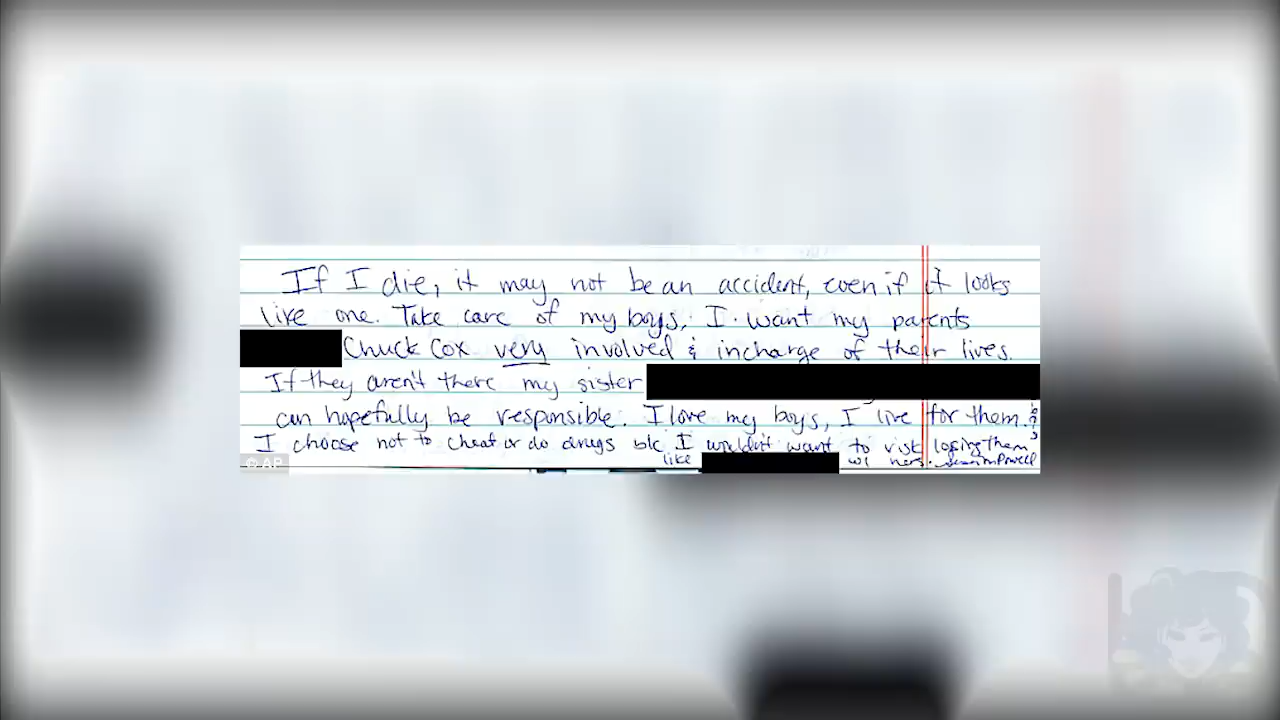 If I die, it may not be an accident, even if it looks
like one. Take care of my boys. I want my parents
Chuck Cox very involved & incharge of their lives.
If they aren't there my sister
can hopefully be responsible. I love my boys, I live for them. &
I choose not to cheat or do drugs b/c I wouldn't want to risk losing them
like w/ hers.
© AP